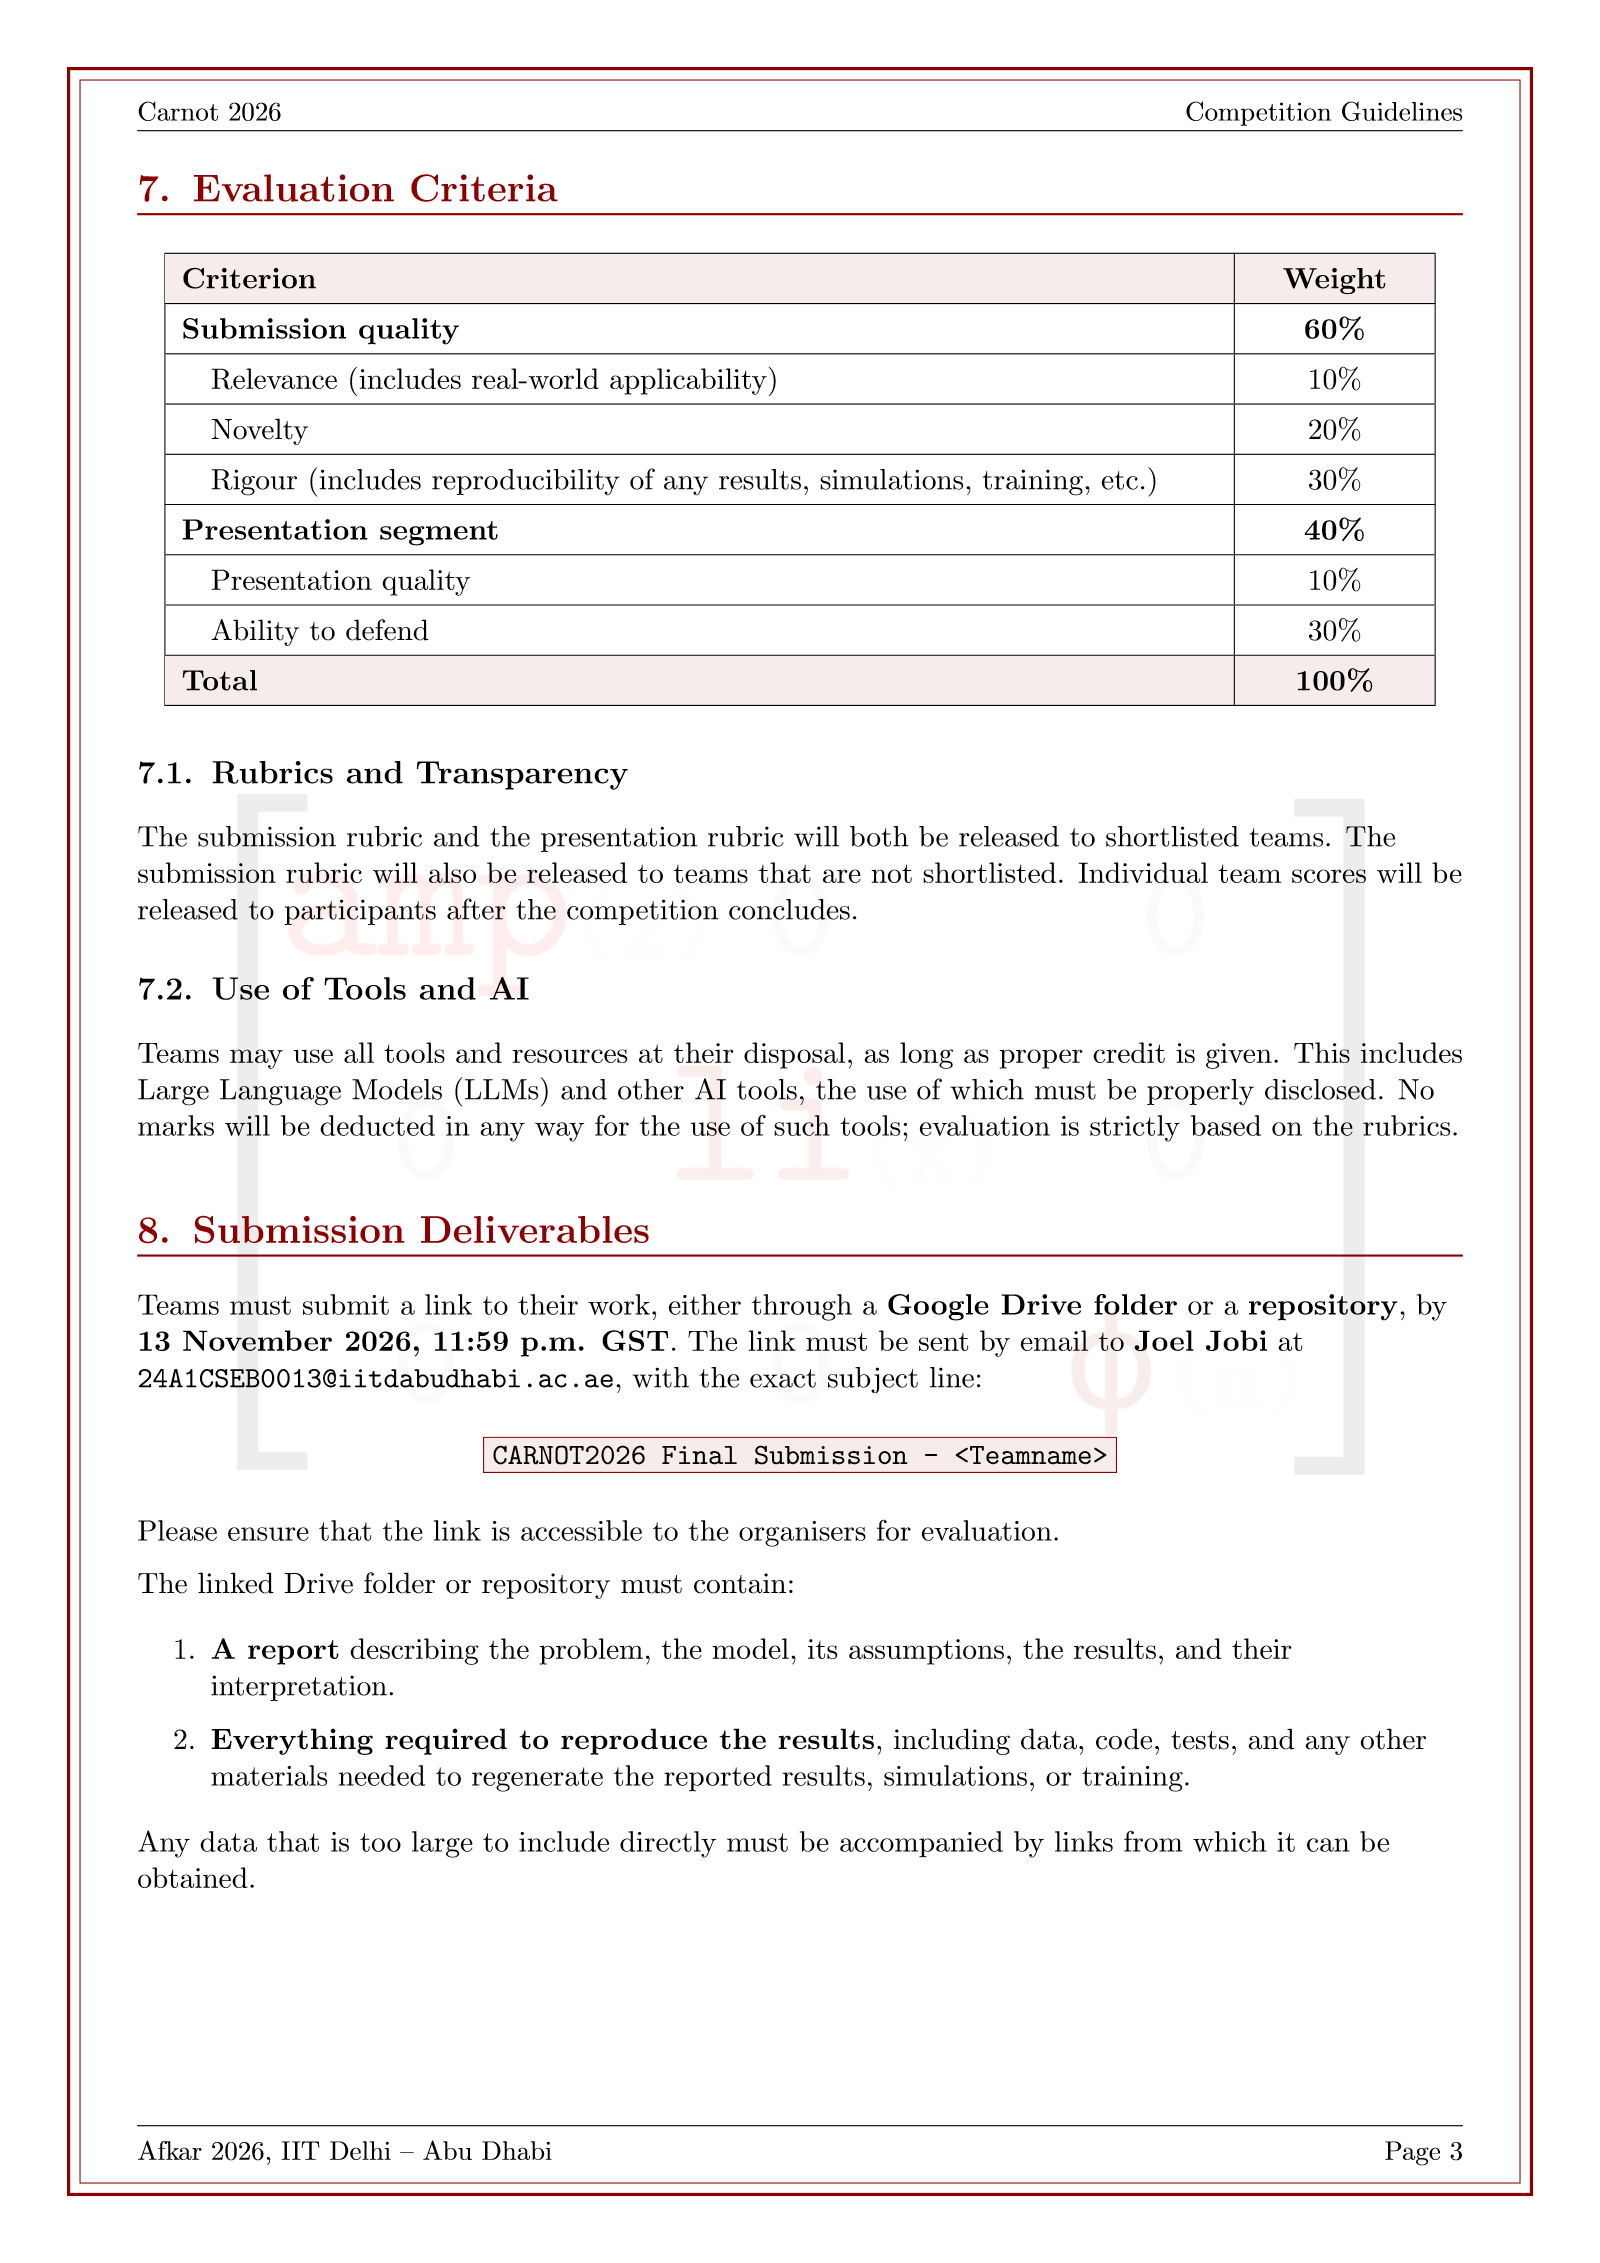 Carnot 2026 Competition Guidelines
7. Evaluation Criteria
Criterion Weight
Submission quality 60%
Relevance (includes real-world applicability) 10%
Novelty 20%
Rigour (includes reproducibility of any results, simulations, training, etc.) 30%
Presentation segment 40%
Presentation quality 10%
Ability to defend 30%
Total 100%
7.1. Rubrics and Transparency
The submission rubric and the presentation rubric will both be released to shortlisted teams. The
submission rubric will also be released to teams that are not shortlisted. Individual team scores will be
released to participants after the competition concludes.
amp(z) 0 0
7.2. Use of Tools and AI
Teams may use all tools and resources at their disposal, as long as proper credit is given. This includes
Large Language Models (LLMs) and other AI tools, the use of which must be properly disclosed. No
marks will be deducted in any way for the use of such tools; evaluation is strictly based on the rubrics.
0 li(x) 0
8. Submission Deliverables
Teams must submit a link to their work, either through a Google Drive folder or a repository, by
13 November 2026, 11:59 p.m. GST. The link must be sent by email to Joel Jobi at
24A1CSEB0013@iitdabudhabi.ac.ae, with the exact subject line:
0 0 ϕ(n)
CARNOT2026 Final Submission - <Teamname>
Please ensure that the link is accessible to the organisers for evaluation.
The linked Drive folder or repository must contain:
1. A report describing the problem, the model, its assumptions, the results, and their
interpretation.
2. Everything required to reproduce the results, including data, code, tests, and any other
materials needed to regenerate the reported results, simulations, or training.
Any data that is too large to include directly must be accompanied by links from which it can be
obtained.
Afkar 2026, IIT Delhi – Abu Dhabi Page 3